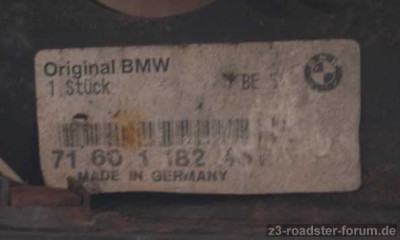 Original BMW
1 Stück
BE
71 60 1 182
MADE IN GERMANY
z3-roadster-forum.de